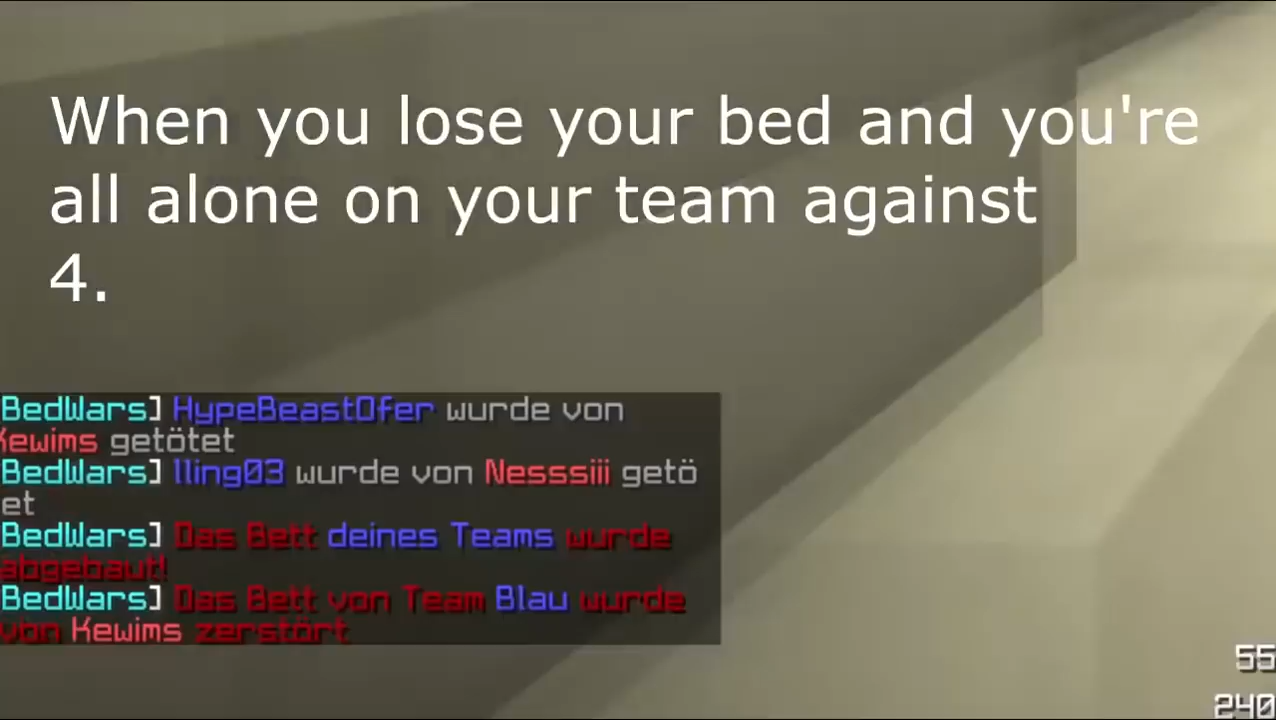 When you lose your bed and you're
all alone on your team against
4.
BedWars] HypeBeastOfer wurde von
Kewims getötet
BedWars] lling03 wurde von Nesssiii getö
et
BedWars] Das Bett deines Teams wurde
abgebaut!
BedWars] Das Bett von Team Blau wurde
von Kewims zerstört
55
240